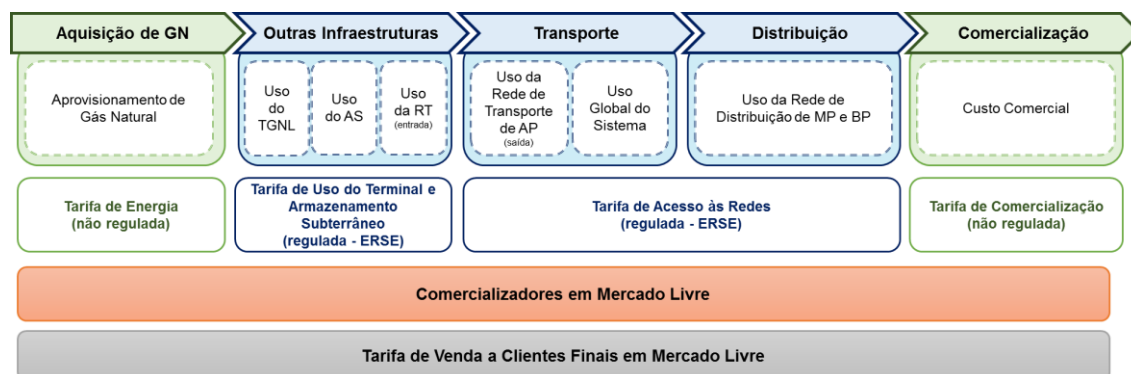 Aquisição de GN
Outras Infraestruturas
Transporte
Distribuição
Comercialização
Aprovisionamento de
Gás Natural
Uso
do
TGNL
Uso
do AS
Uso
da RT
(entrada)
Uso da
Rede de
Transporte
de AP
(saída)
Uso
Global do
Sistema
Uso da Rede de
Distribuição de MP e BP
Custo Comercial
Tarifa de Energia
(não regulada)
Tarifa de Uso do Terminal e
Armazenamento
Subterrâneo
(regulada - ERSE)
Tarifa de Acesso às Redes
(regulada - ERSE)
Tarifa de Comercialização
(não regulada)
Comercializadores em Mercado Livre
Tarifa de Venda a Clientes Finais em Mercado Livre